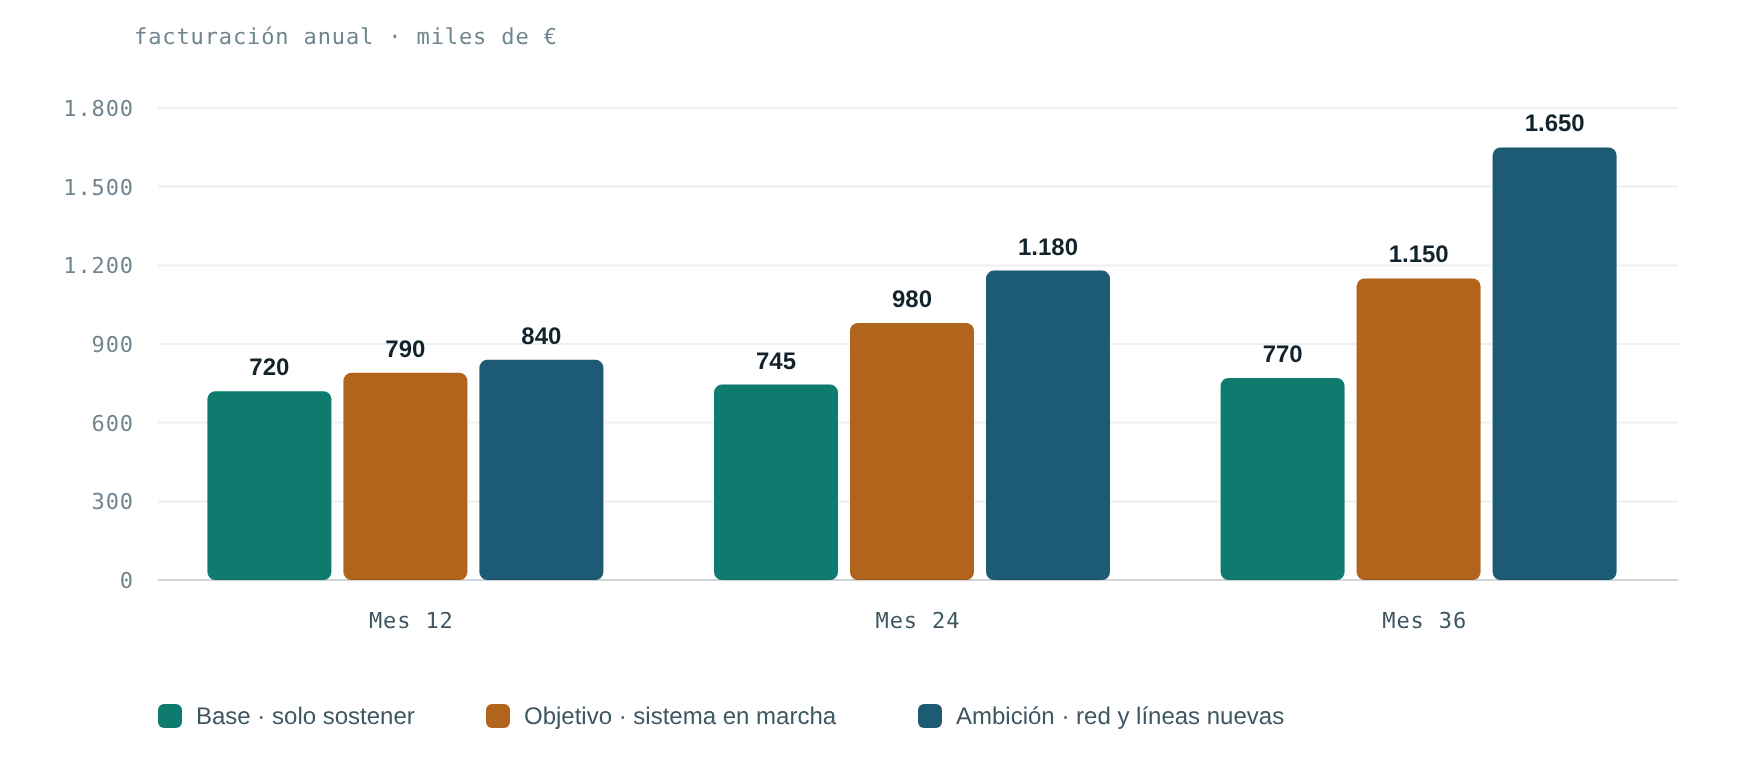 facturación anual · miles de €
1.800
1.500
1.200
900
600
300
0
720
790
840
745
980
1.180
770
1.150
1.650
Mes 12
Mes 24
Mes 36
Base · solo sostener
Objetivo · sistema en marcha
Ambición · red y líneas nuevas